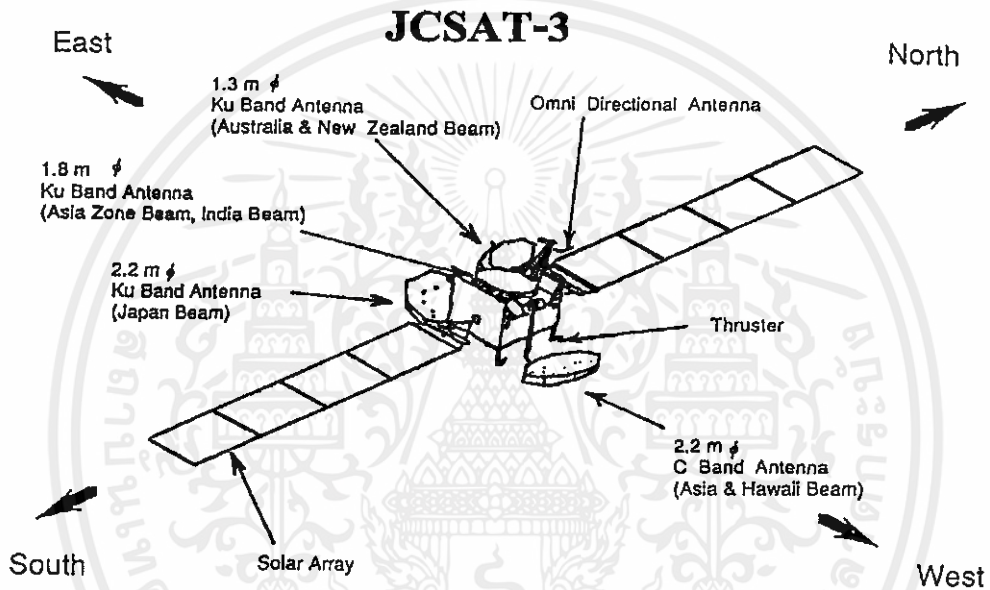 JCSAT-3
East
North
1.3 m ϕ
Ku Band Antenna
(Australia & New Zealand Beam)
Omni Directional Antenna
1.8 m ϕ
Ku Band Antenna
(Asia Zone Beam, India Beam)
2.2 m ϕ
Ku Band Antenna
(Japan Beam)
Thruster
2.2 m ϕ
C Band Antenna
(Asia & Hawaii Beam)
South
Solar Array
West